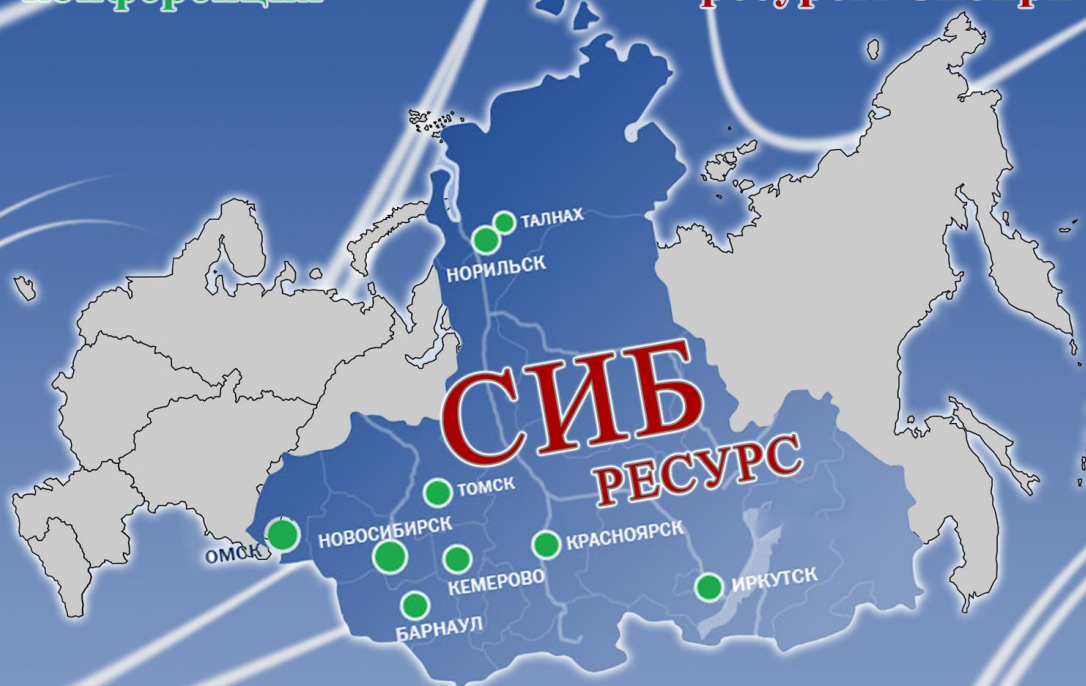 ТАЛНАХ
НОРИЛЬСК
СИБ
РЕСУРС
ТОМСК
НОВОСИБИРСК
ОМСК
КРАСНОЯРСК
КЕМЕРОВО
ИРКУТСК
БАРНАУЛ